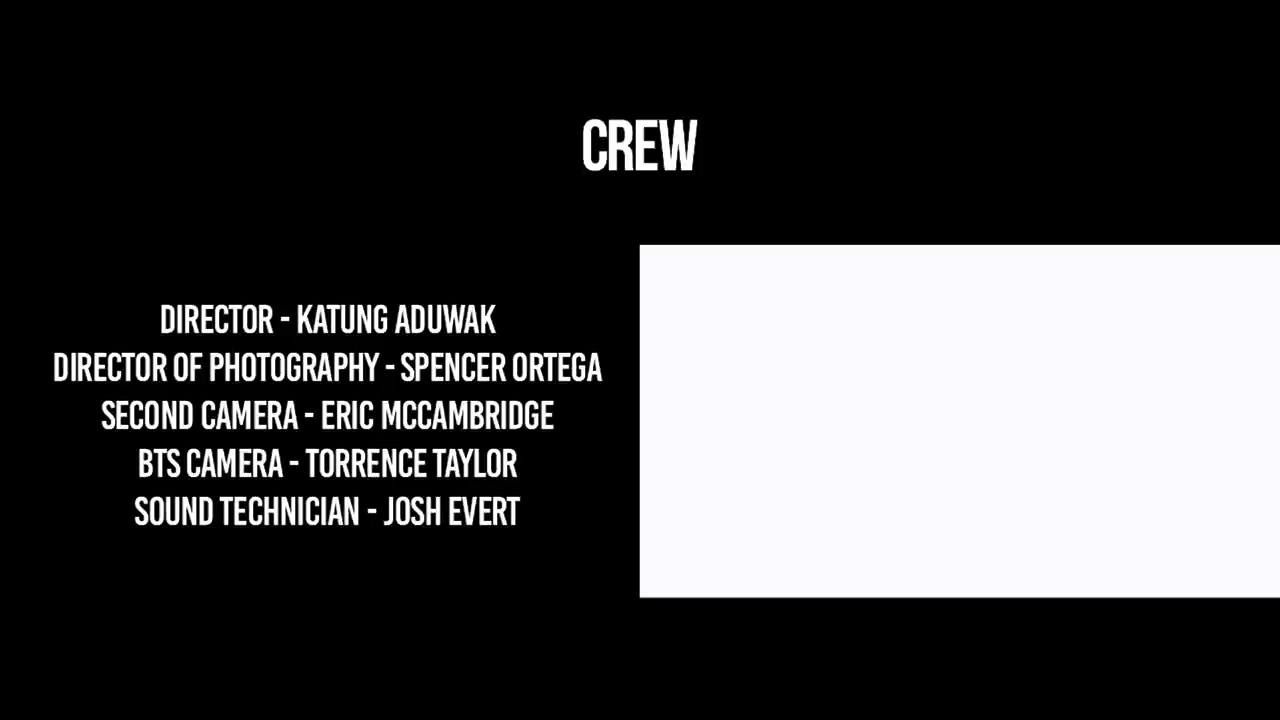 CREW
DIRECTOR - KATUNG ADUWAK
DIRECTOR OF PHOTOGRAPHY - SPENCER ORTEGA
SECOND CAMERA - ERIC MCCAMBRIDGE
BTS CAMERA - TORRENCE TAYLOR
SOUND TECHNICIAN - JOSH EVERT